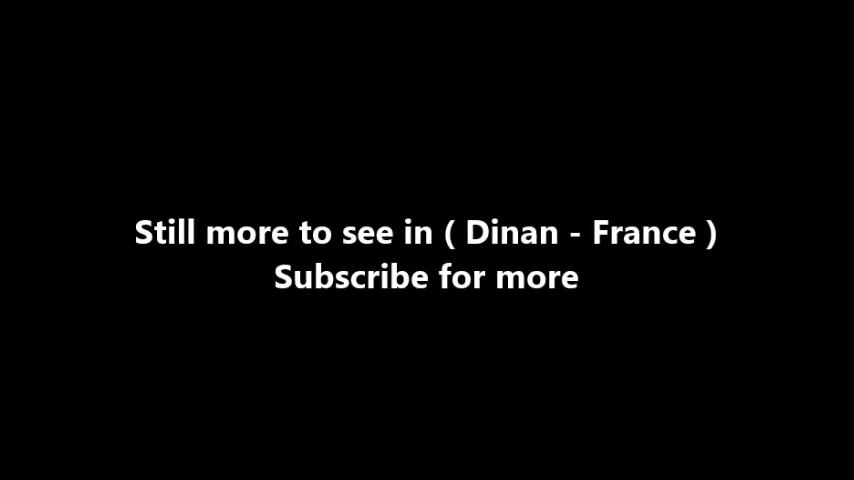 Still more to see in ( Dinan - France )
Subscribe for more